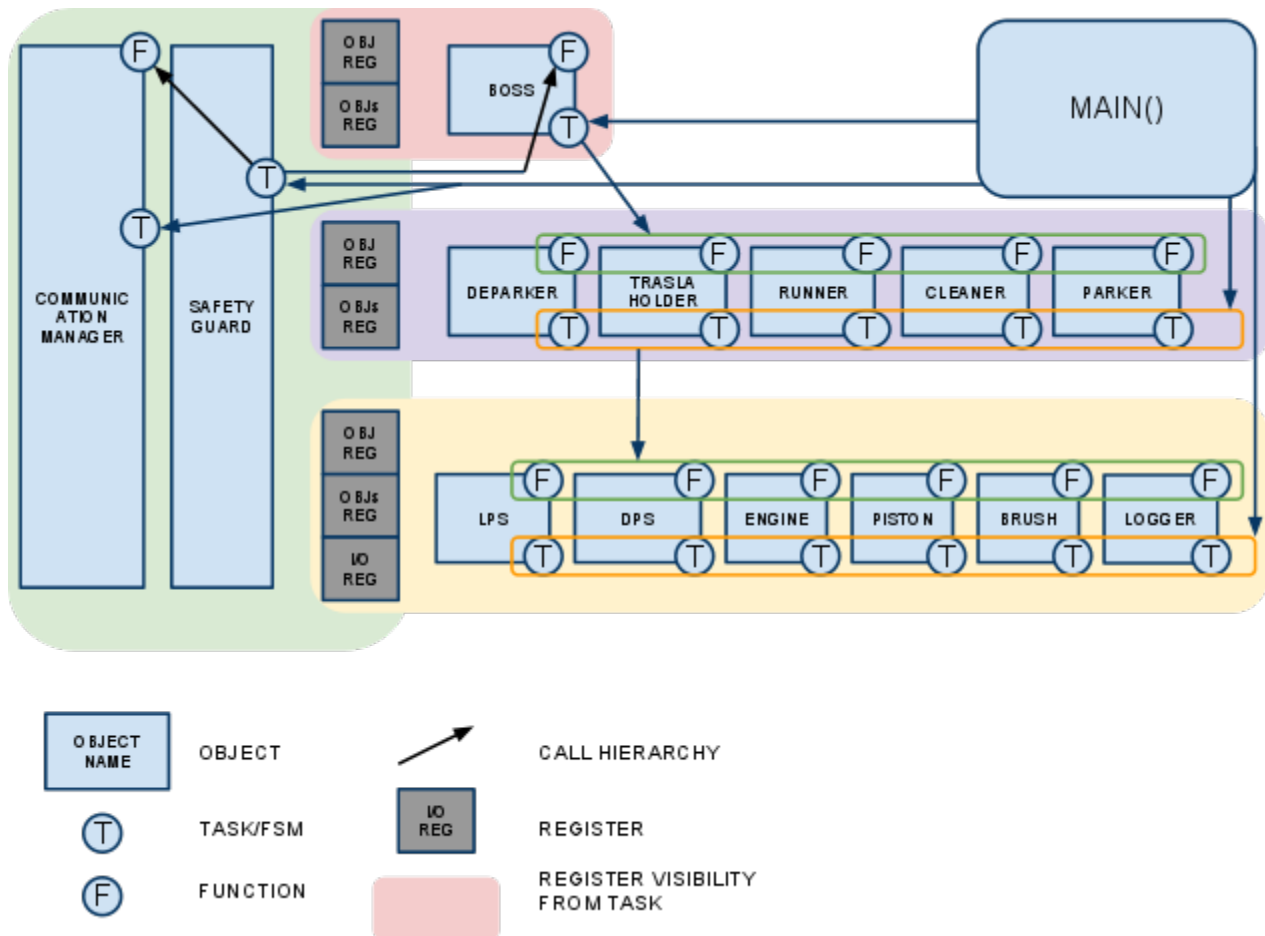 F
OBJ
REG
OBJs
REG
BOSS
F
T
MAIN()
T
T
COMMUNIC
ATION
MANAGER
SAFETY
GUARD
OBJ
REG
OBJs
REG
F
F
F
F
F
DEPARKER
TRASLA
HOLDER
RUNNER
CLEANER
PARKER
T
T
T
T
T
OBJ
REG
OBJs
REG
I/O
REG
F
F
F
F
F
F
LPS
DPS
ENGINE
PISTON
BRUSH
LOGGER
T
T
T
T
T
T
OBJECT
NAME
OBJECT
CALL HIERARCHY
T
TASK/FSM
I/O
REG
REGISTER
F
FUNCTION
REGISTER VISIBILITY
FROM TASK